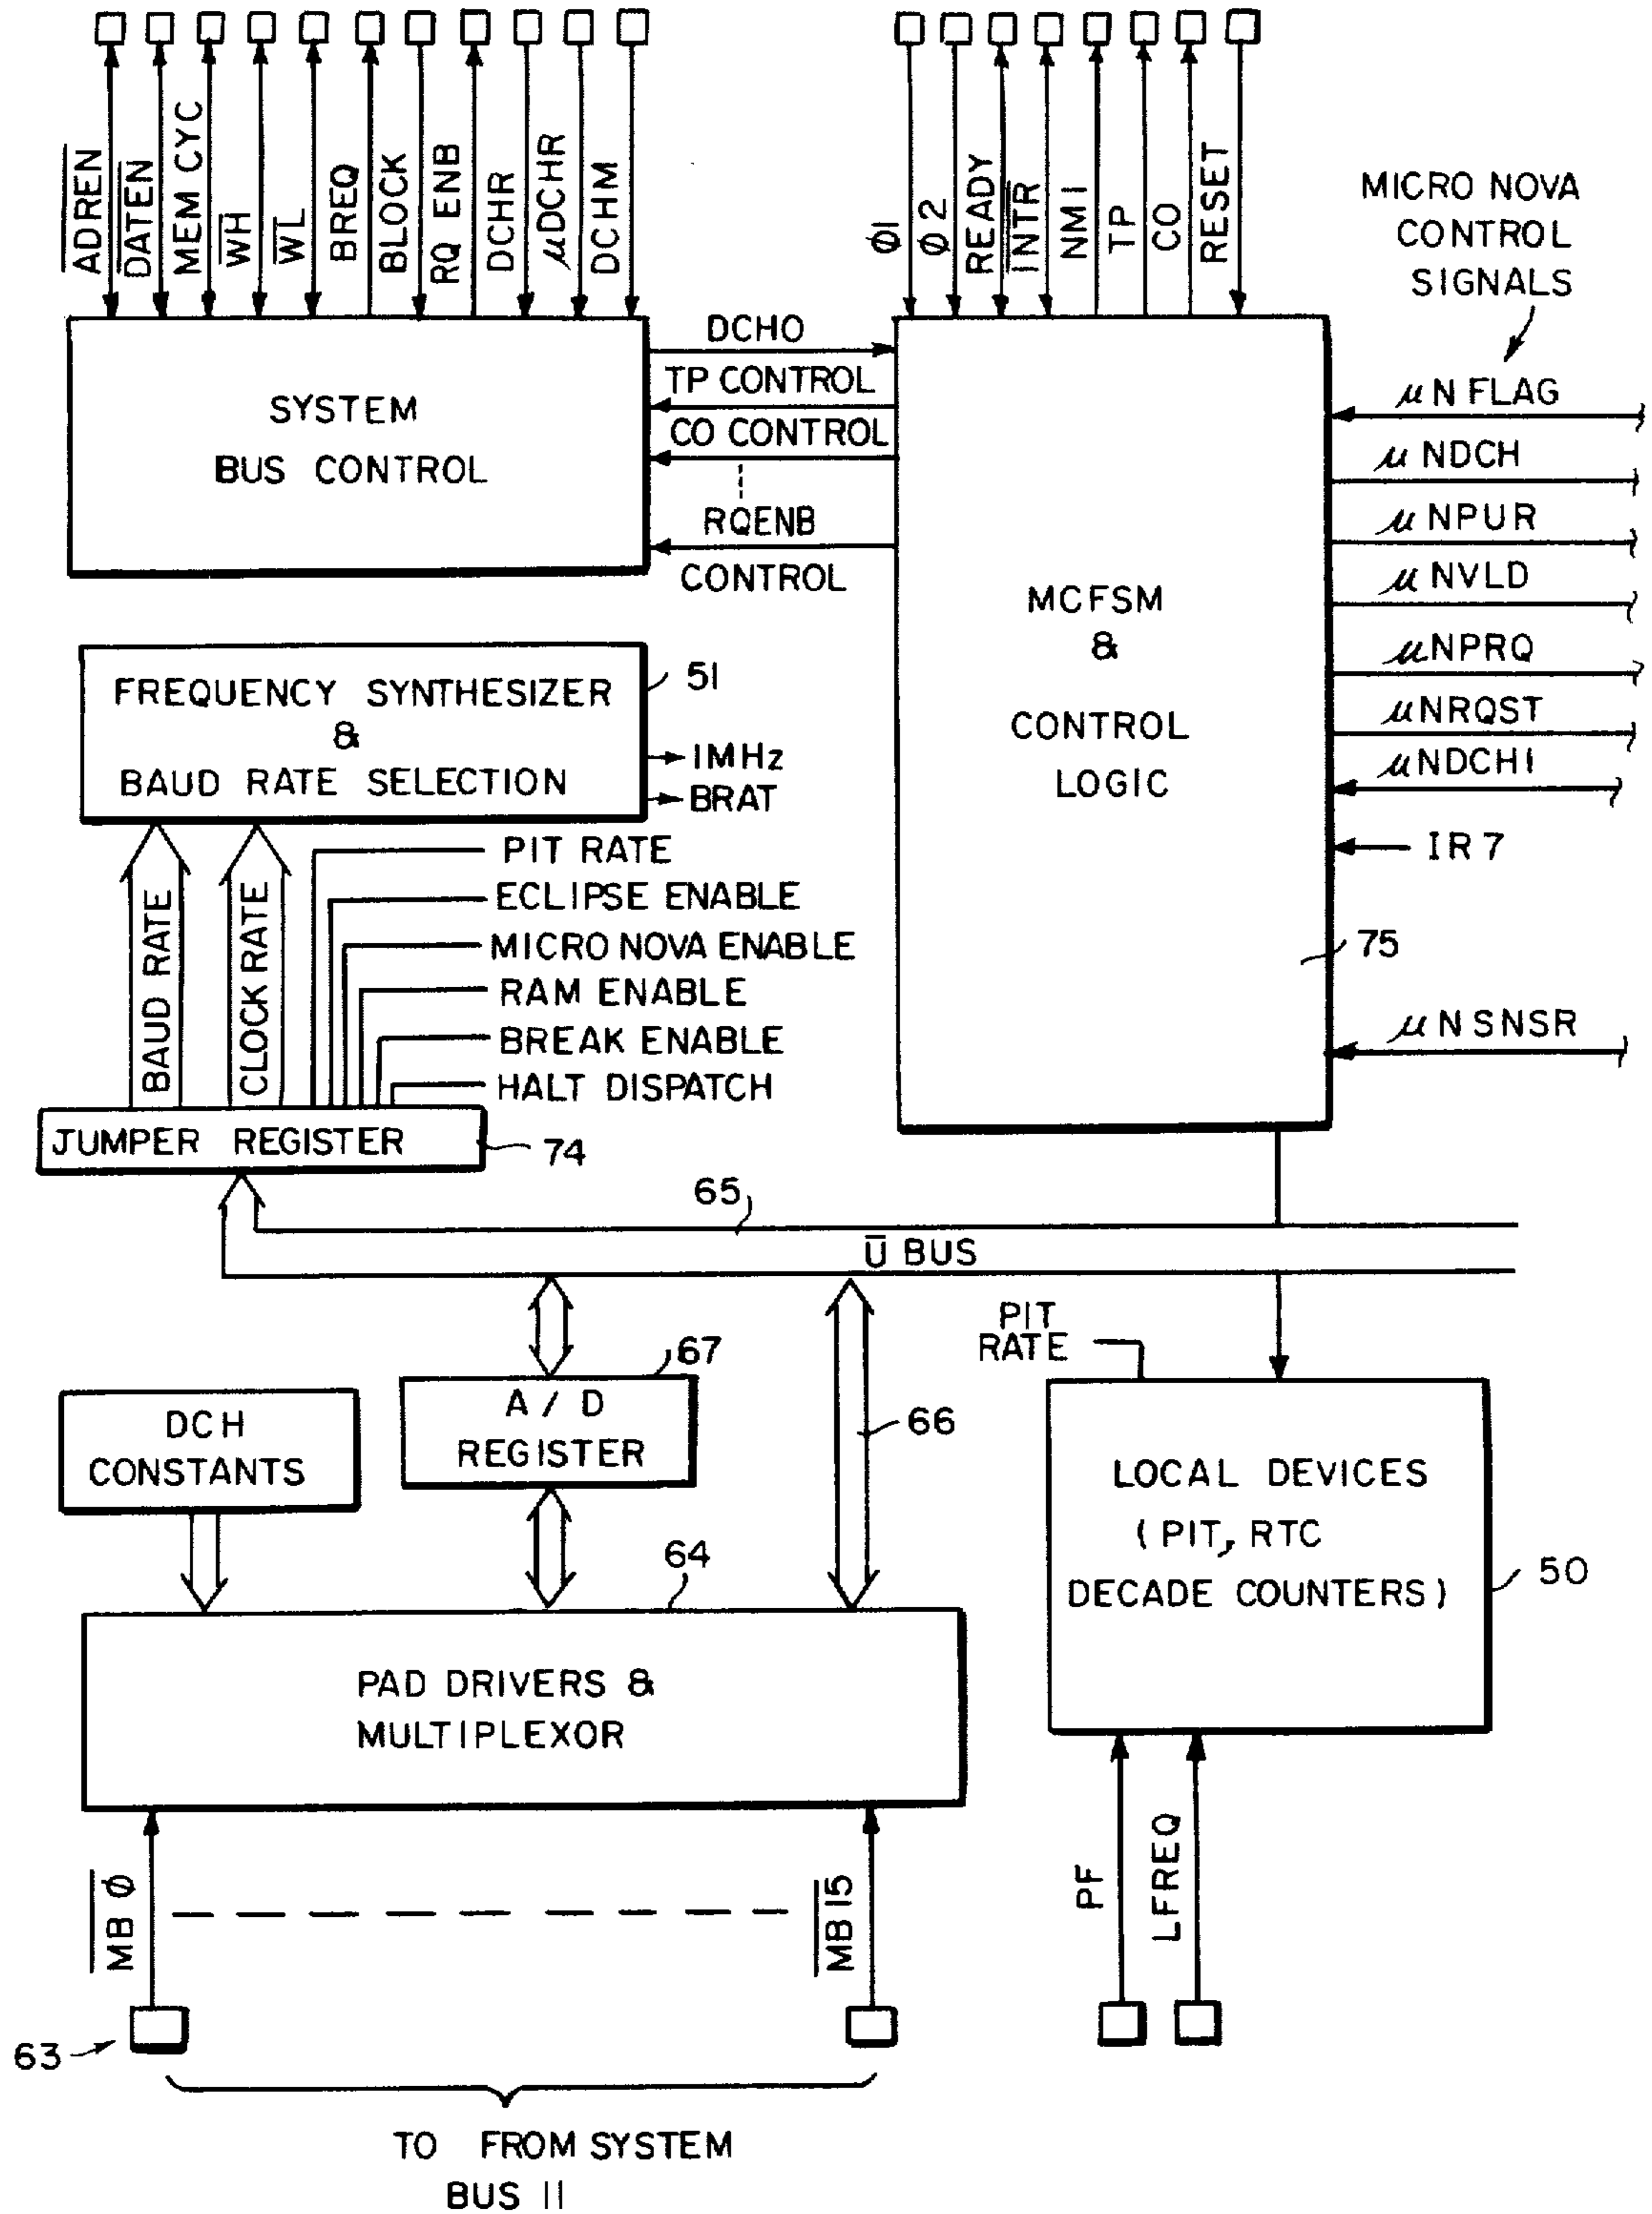 ADREN
DATEN
MEM CYC
WH
WL
BREQ
BLOCK
RQ ENB
DCHR
μDCHR
DCHM
φ1
φ2
READY
INTR
NMI
TP
CO
RESET
MICRO NOVA
CONTROL
SIGNALS
SYSTEM
BUS CONTROL
DCHO
TP CONTROL
CO CONTROL
RQENB
CONTROL
MCFSM
&
CONTROL
LOGIC
75
μN FLAG
μNDCH
μNPUR
μNVLD
μNPRQ
μNRQST
μNDCHI
IR7
μNSNSR
FREQUENCY SYNTHESIZER
&
BAUD RATE SELECTION
51
1MHz
BRAT
BAUD RATE
CLOCK RATE
PIT RATE
ECLIPSE ENABLE
MICRO NOVA ENABLE
RAM ENABLE
BREAK ENABLE
HALT DISPATCH
JUMPER REGISTER
74
65
U̅ BUS
DCH
CONSTANTS
A / D
REGISTER
67
66
PIT
RATE
LOCAL DEVICES
(PIT, RTC
DECADE COUNTERS)
50
64
PAD DRIVERS &
MULTIPLEXOR
MB φ
MB 15
PF
LFREQ
63
TO FROM SYSTEM
BUS 11